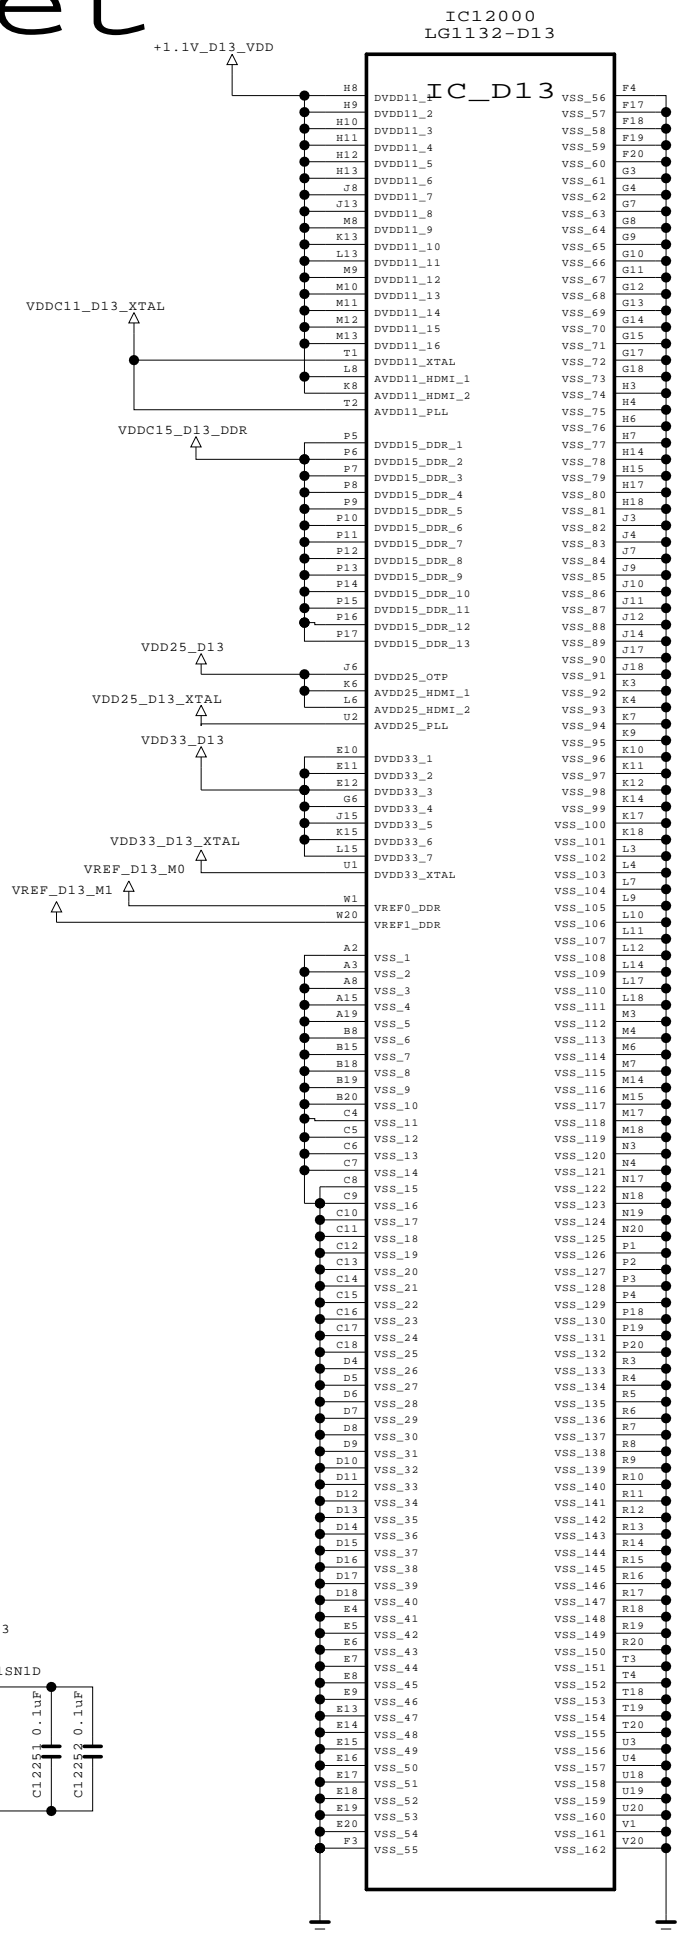 IC12000
LG1132-D13
IC_D13
+1.1V_D13_VDD
H8 DVDD11_1
H9 DVDD11_2
H10 DVDD11_3
H11 DVDD11_4
H12 DVDD11_5
H13 DVDD11_6
J8 DVDD11_7
J13 DVDD11_8
M8 DVDD11_9
K13 DVDD11_10
L13 DVDD11_11
M9 DVDD11_12
M10 DVDD11_13
M11 DVDD11_14
M12 DVDD11_15
M13 DVDD11_16
VDDC11_D13_XTAL
T1 DVDD11_XTAL
L8 AVDD11_HDMI_1
K8 AVDD11_HDMI_2
T2 AVDD11_PLL
VDDC15_D13_DDR
P5 DVDD15_DDR_1
P6 DVDD15_DDR_2
P7 DVDD15_DDR_3
P8 DVDD15_DDR_4
P9 DVDD15_DDR_5
P10 DVDD15_DDR_6
P11 DVDD15_DDR_7
P12 DVDD15_DDR_8
P13 DVDD15_DDR_9
P14 DVDD15_DDR_10
P15 DVDD15_DDR_11
P16 DVDD15_DDR_12
P17 DVDD15_DDR_13
VDD25_D13
J6 DVDD25_OTP
K6 AVDD25_HDMI_1
L6 AVDD25_HDMI_2
VDD25_D13_XTAL
U2 AVDD25_PLL
VDD33_D13
E10 DVDD33_1
E11 DVDD33_2
E12 DVDD33_3
G6 DVDD33_4
J15 DVDD33_5
K15 DVDD33_6
L15 DVDD33_7
VDD33_D13_XTAL
U1 DVDD33_XTAL
VREF_D13_M0
W1 VREF0_DDR
VREF_D13_M1
W20 VREF1_DDR
A2 VSS_1
A3 VSS_2
A8 VSS_3
A15 VSS_4
A19 VSS_5
B8 VSS_6
B15 VSS_7
B18 VSS_8
B19 VSS_9
B20 VSS_10
C4 VSS_11
C5 VSS_12
C6 VSS_13
C7 VSS_14
C8 VSS_15
C9 VSS_16
C10 VSS_17
C11 VSS_18
C12 VSS_19
C13 VSS_20
C14 VSS_21
C15 VSS_22
C16 VSS_23
C17 VSS_24
C18 VSS_25
D4 VSS_26
D5 VSS_27
D6 VSS_28
D7 VSS_29
D8 VSS_30
D9 VSS_31
D10 VSS_32
D11 VSS_33
D12 VSS_34
D13 VSS_35
D14 VSS_36
D15 VSS_37
D16 VSS_38
D17 VSS_39
D18 VSS_40
E4 VSS_41
E5 VSS_42
E6 VSS_43
E7 VSS_44
E8 VSS_45
E9 VSS_46
E13 VSS_47
E14 VSS_48
E15 VSS_49
E16 VSS_50
E17 VSS_51
E18 VSS_52
E19 VSS_53
E20 VSS_54
F3 VSS_55
VSS_56 F4
VSS_57 F17
VSS_58 F18
VSS_59 F19
VSS_60 F20
VSS_61 G3
VSS_62 G4
VSS_63 G7
VSS_64 G8
VSS_65 G9
VSS_66 G10
VSS_67 G11
VSS_68 G12
VSS_69 G13
VSS_70 G14
VSS_71 G15
VSS_72 G17
VSS_73 G18
VSS_74 H3
VSS_75 H4
VSS_76 H6
VSS_77 H7
VSS_78 H14
VSS_79 H15
VSS_80 H17
VSS_81 H18
VSS_82 J3
VSS_83 J4
VSS_84 J7
VSS_85 J9
VSS_86 J10
VSS_87 J11
VSS_88 J12
VSS_89 J14
VSS_90 J17
VSS_91 J18
VSS_92 K3
VSS_93 K4
VSS_94 K7
VSS_95 K9
VSS_96 K10
VSS_97 K11
VSS_98 K12
VSS_99 K14
VSS_100 K17
VSS_101 K18
VSS_102 L3
VSS_103 L4
VSS_104 L7
VSS_105 L9
VSS_106 L10
VSS_107 L11
VSS_108 L12
VSS_109 L14
VSS_110 L17
VSS_111 L18
VSS_112 M3
VSS_113 M4
VSS_114 M6
VSS_115 M7
VSS_116 M14
VSS_117 M15
VSS_118 M17
VSS_119 M18
VSS_120 N3
VSS_121 N4
VSS_122 N17
VSS_123 N18
VSS_124 N19
VSS_125 N20
VSS_126 P1
VSS_127 P2
VSS_128 P3
VSS_129 P4
VSS_130 P18
VSS_131 P19
VSS_132 P20
VSS_133 R3
VSS_134 R4
VSS_135 R5
VSS_136 R6
VSS_137 R7
VSS_138 R8
VSS_139 R9
VSS_140 R10
VSS_141 R11
VSS_142 R12
VSS_143 R13
VSS_144 R14
VSS_145 R15
VSS_146 R16
VSS_147 R17
VSS_148 R18
VSS_149 R19
VSS_150 R20
VSS_151 T3
VSS_152 T4
VSS_153 T18
VSS_154 T19
VSS_155 T20
VSS_156 U3
VSS_157 U4
VSS_158 U18
VSS_159 U19
VSS_160 U20
VSS_161 V1
VSS_162 V20
3
SN1D
C12251 0.1uF
C12252 0.1uF